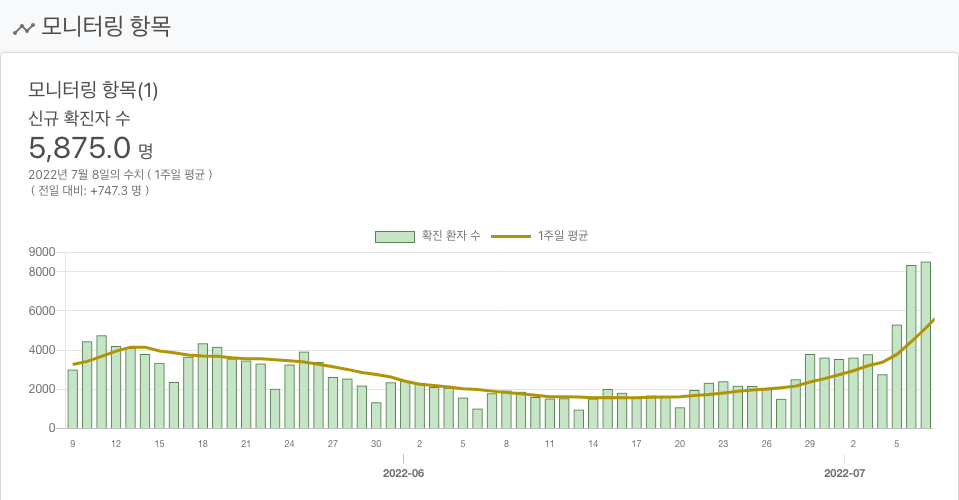 모니터링 항목
모니터링 항목(1)
신규 확진자 수
5,875.0 명
2022년 7월 8일의 수치 ( 1주일 평균 )
( 전일 대비: +747.3 명 )
확진 환자 수 1주일 평균
9000
8000
6000
4000
2000
0
9 12 15 18 21 24 27 30 2 5 8 11 14 17 20 23 26 29 2 5
2022-06 2022-07